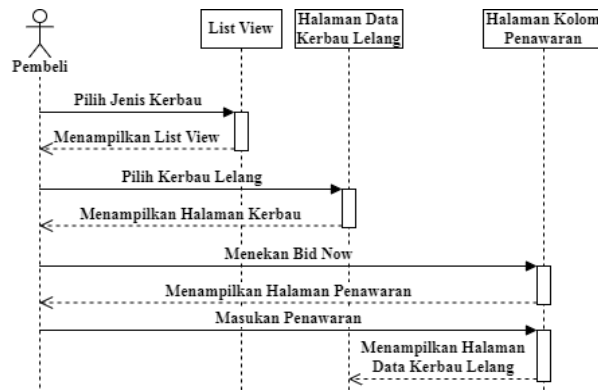 Pembeli
List View
Halaman Data
Kerbau Lelang
Halaman Kolom
Penawaran
Pilih Jenis Kerbau
Menampilkan List View
Pilih Kerbau Lelang
Menampilkan Halaman Kerbau
Menekan Bid Now
Menampilkan Halaman Penawaran
Masukan Penawaran
Menampilkan Halaman
Data Kerbau Lelang